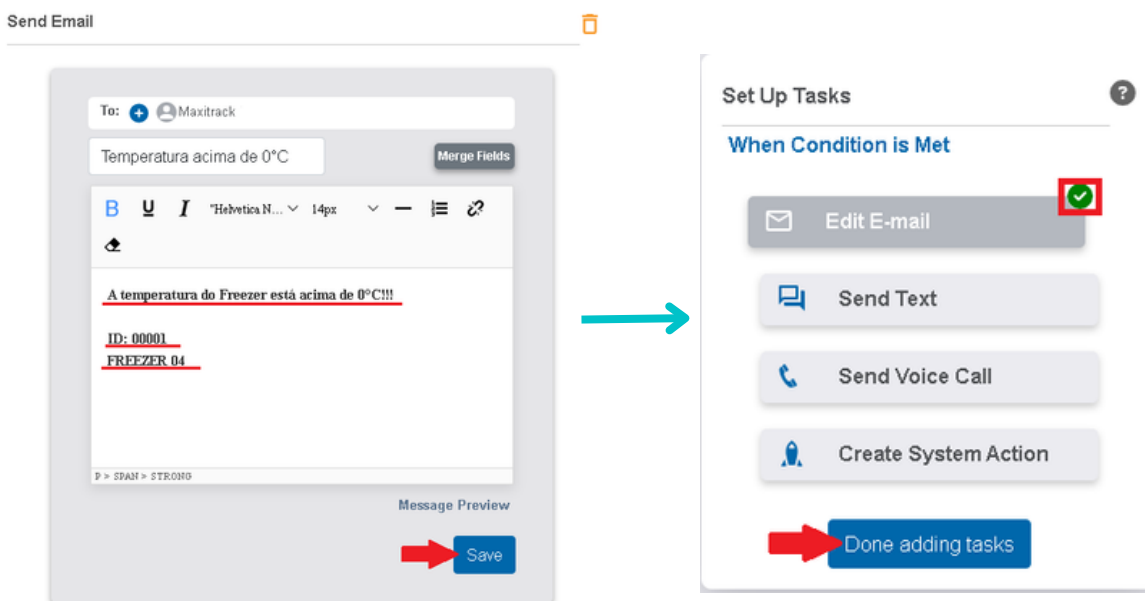 Send Email
To: Maxitrack
Temperatura acima de 0°C
Merge Fields
B U I "Helvetica N... 14px
A temperatura do Freezer está acima de 0°C!!!
ID: 00001
FREEZER 04
P > SPAN > STRONG
Message Preview
Save
Set Up Tasks
?
When Condition is Met
Edit E-mail
Send Text
Send Voice Call
Create System Action
Done adding tasks